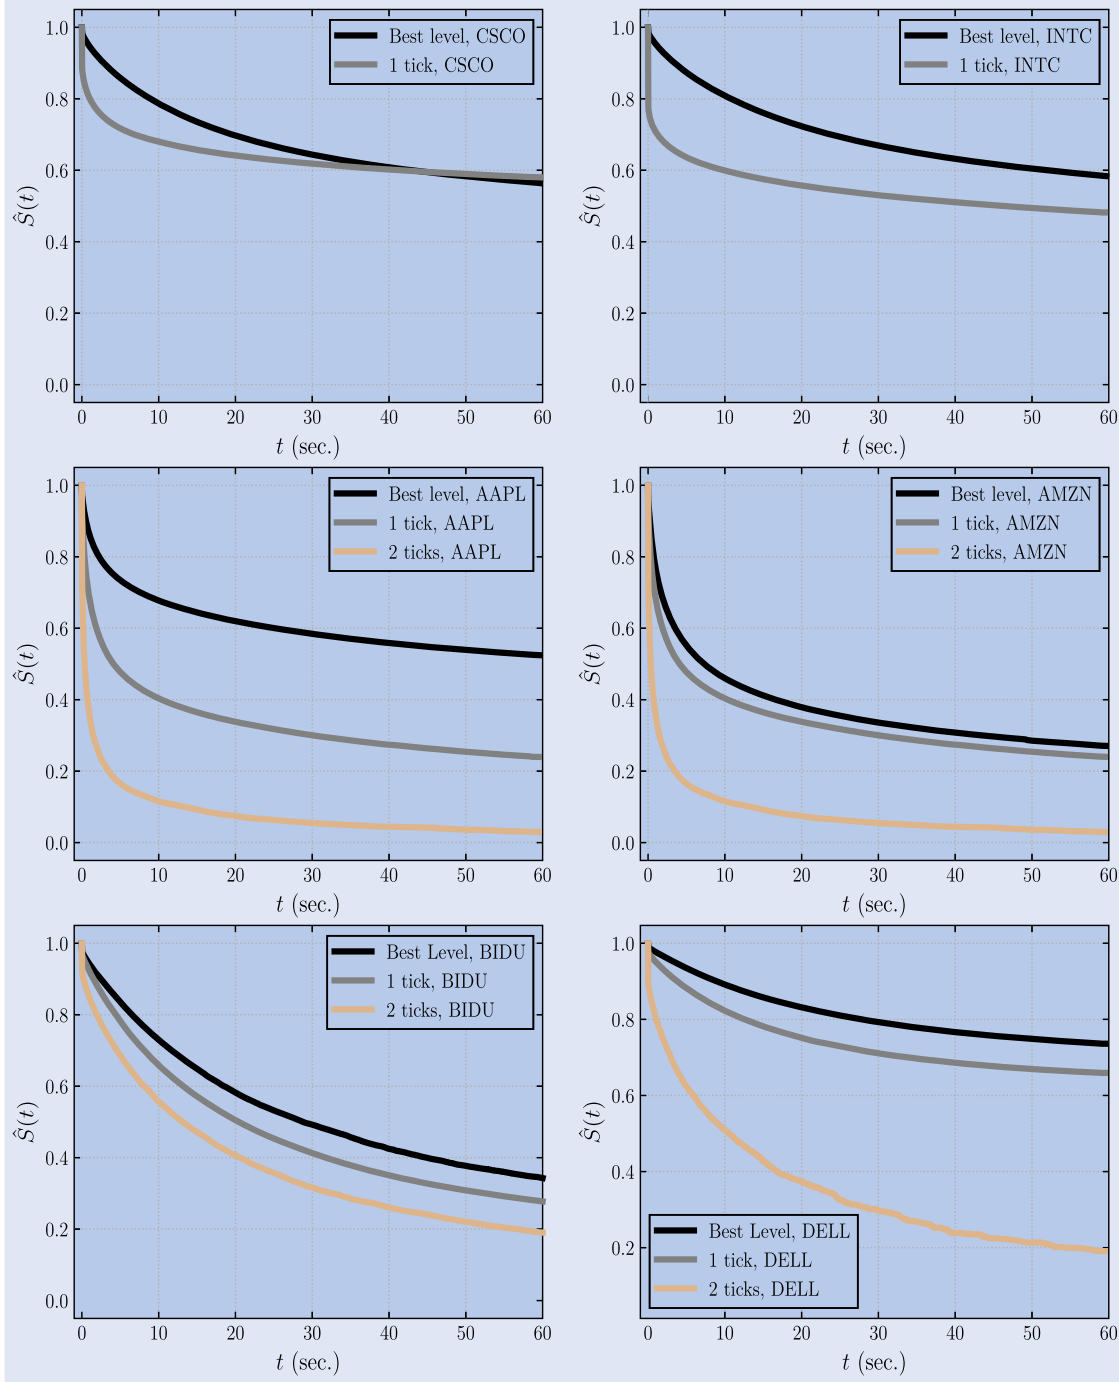 Best level, CSCO
1 tick, CSCO
1.0
0.8
0.6
0.4
0.2
0.0
Ŝ(t)
0 10 20 30 40 50 60
t (sec.)
Best level, INTC
1 tick, INTC
1.0
0.8
0.6
0.4
0.2
0.0
Ŝ(t)
0 10 20 30 40 50 60
t (sec.)
Best level, AAPL
1 tick, AAPL
2 ticks, AAPL
1.0
0.8
0.6
0.4
0.2
0.0
Ŝ(t)
0 10 20 30 40 50 60
t (sec.)
Best level, AMZN
1 tick, AMZN
2 ticks, AMZN
1.0
0.8
0.6
0.4
0.2
0.0
Ŝ(t)
0 10 20 30 40 50 60
t (sec.)
Best Level, BIDU
1 tick, BIDU
2 ticks, BIDU
1.0
0.8
0.6
0.4
0.2
0.0
Ŝ(t)
0 10 20 30 40 50 60
t (sec.)
1.0
0.8
0.6
0.4
0.2
Ŝ(t)
Best Level, DELL
1 tick, DELL
2 ticks, DELL
0 10 20 30 40 50 60
t (sec.)